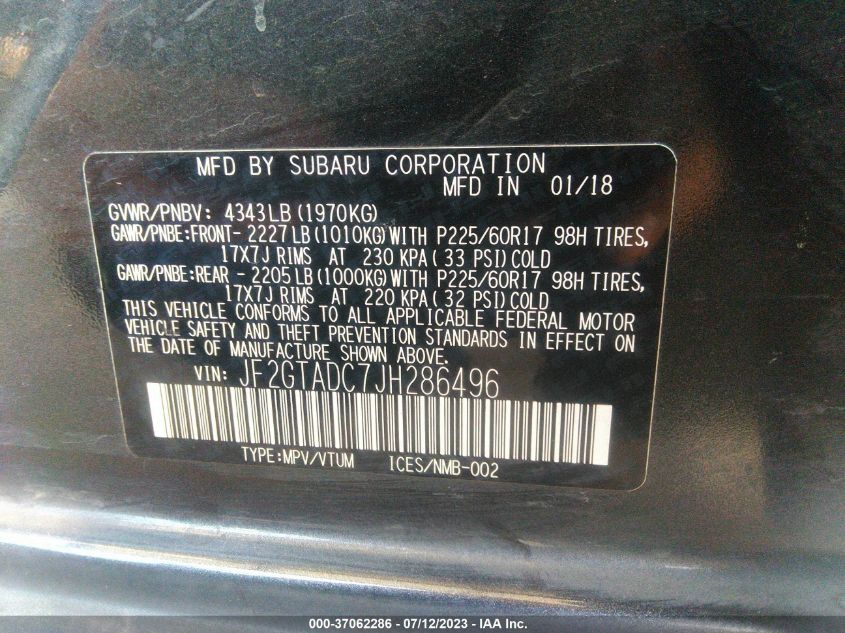 MFD BY SUBARU CORPORATION
MFD IN 01/18
GVWR/PNBV: 4343LB (1970KG)
GAWR/PNBE:FRONT- 2227LB (1010KG) WITH P225/60R17 98H TIRES,
17X7J RIMS AT 230 KPA ( 33 PSI) COLD
GAWR/PNBE:REAR - 2205LB (1000KG) WITH P225/60R17 98H TIRES,
17X7J RIMS AT 220 KPA ( 32 PSI) COLD
THIS VEHICLE CONFORMS TO ALL APPLICABLE FEDERAL MOTOR
VEHICLE SAFETY AND THEFT PREVENTION STANDARDS IN EFFECT ON
THE DATE OF MANUFACTURE SHOWN ABOVE.
VIN: JF2GTADC7JH286496
TYPE:MPV/VTUM ICES/NMB-002
000-37062286 - 07/12/2023 - IAA Inc.